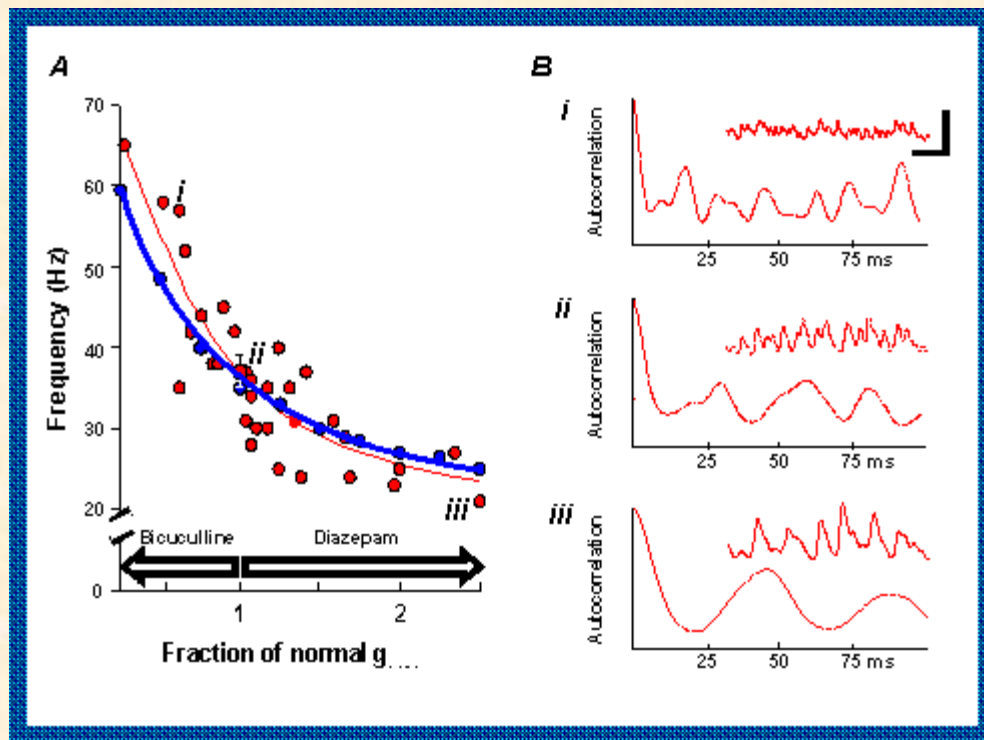 A
B
70
60
50
40
30
20
0
Frequency (Hz)
i
ii
iii
Bicuculline
Diazepam
1
2
Fraction of normal g
i
Autocorrelation
25
50
75 ms
ii
Autocorrelation
25
50
75 ms
iii
Autocorrelation
25
50
75 ms